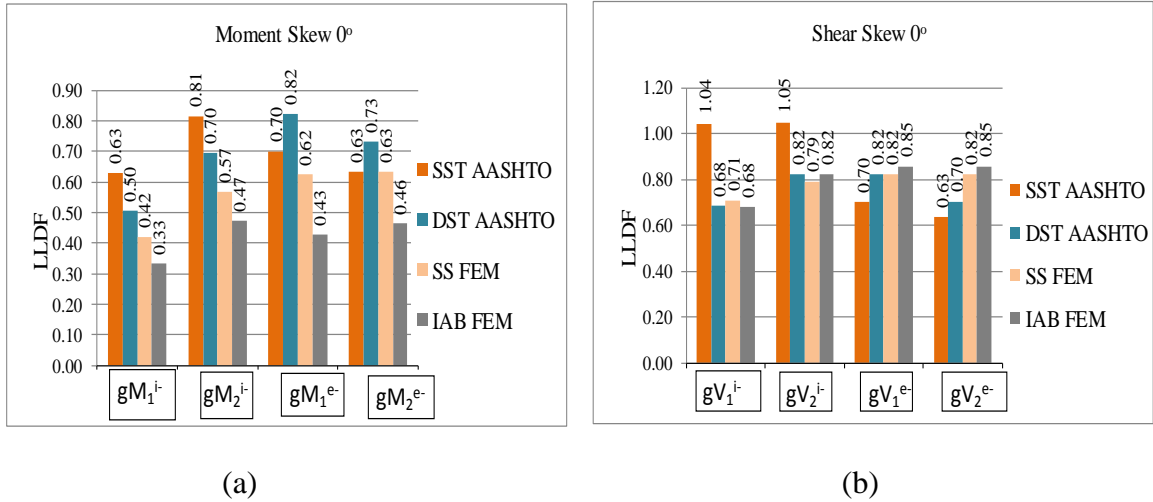 Moment Skew 0º
0.90
0.80
0.70
0.60
0.50
0.40
0.30
0.20
0.10
0.00
LLDF
0.63 0.50 0.42 0.33
0.81 0.70 0.57 0.47
0.70 0.82 0.62 0.43
0.63 0.73 0.63 0.46
gM₁ⁱ⁻ gM₂ⁱ⁻ gM₁ᵉ⁻ gM₂ᵉ⁻
SST AASHTO
DST AASHTO
SS FEM
IAB FEM
(a)
Shear Skew 0º
1.20
1.00
0.80
0.60
0.40
0.20
0.00
LLDF
1.04 0.68 0.71 0.68
1.05 0.82 0.79 0.82
0.70 0.82 0.82 0.85
0.63 0.70 0.82 0.85
gV₁ⁱ⁻ gV₂ⁱ⁻ gV₁ᵉ⁻ gV₂ᵉ⁻
SST AASHTO
DST AASHTO
SS FEM
IAB FEM
(b)